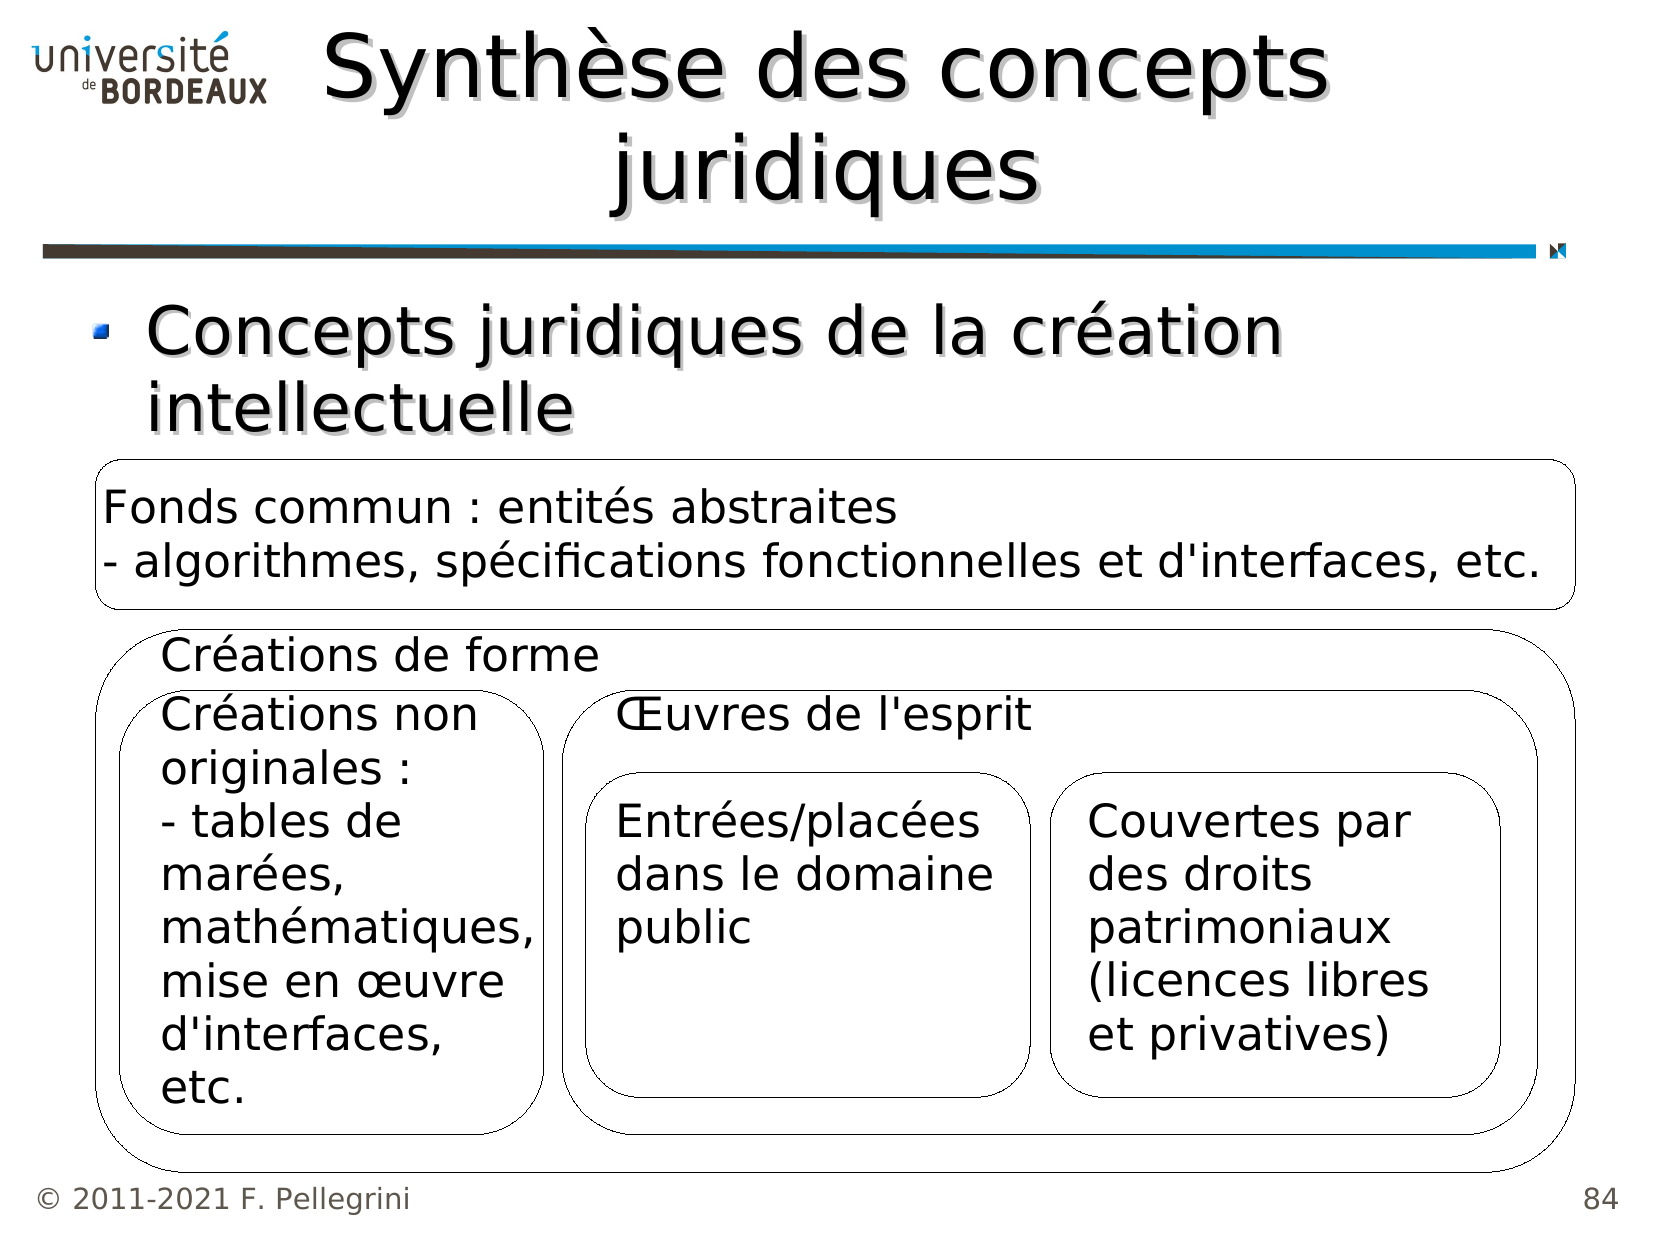 université
de BORDEAUX
Synthèse des concepts
juridiques
Concepts juridiques de la création
intellectuelle
Fonds commun : entités abstraites
- algorithmes, spécifications fonctionnelles et d'interfaces, etc.
Créations de forme
Créations non
originales :
- tables de
marées,
mathématiques,
mise en œuvre
d'interfaces,
etc.
Œuvres de l'esprit
Entrées/placées
dans le domaine
public
Couvertes par
des droits
patrimoniaux
(licences libres
et privatives)
© 2011-2021 F. Pellegrini
84